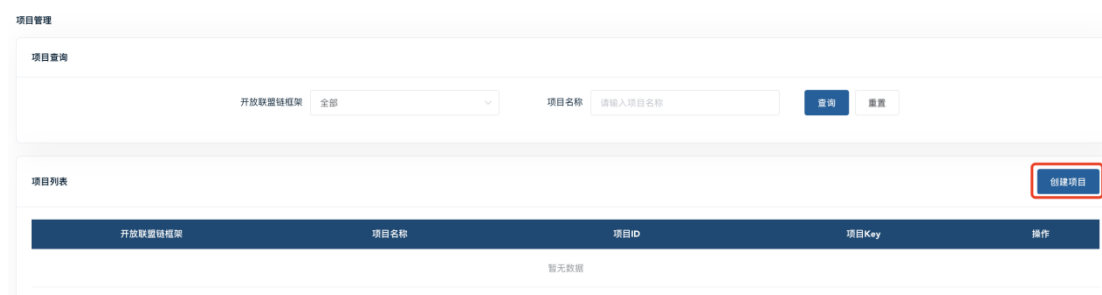 项目管理
项目查询
开放联盟链框架 全部 项目名称 请输入项目名称 查询 重置
项目列表 创建项目
开放联盟链框架 项目名称 项目ID 项目Key 操作
暂无数据